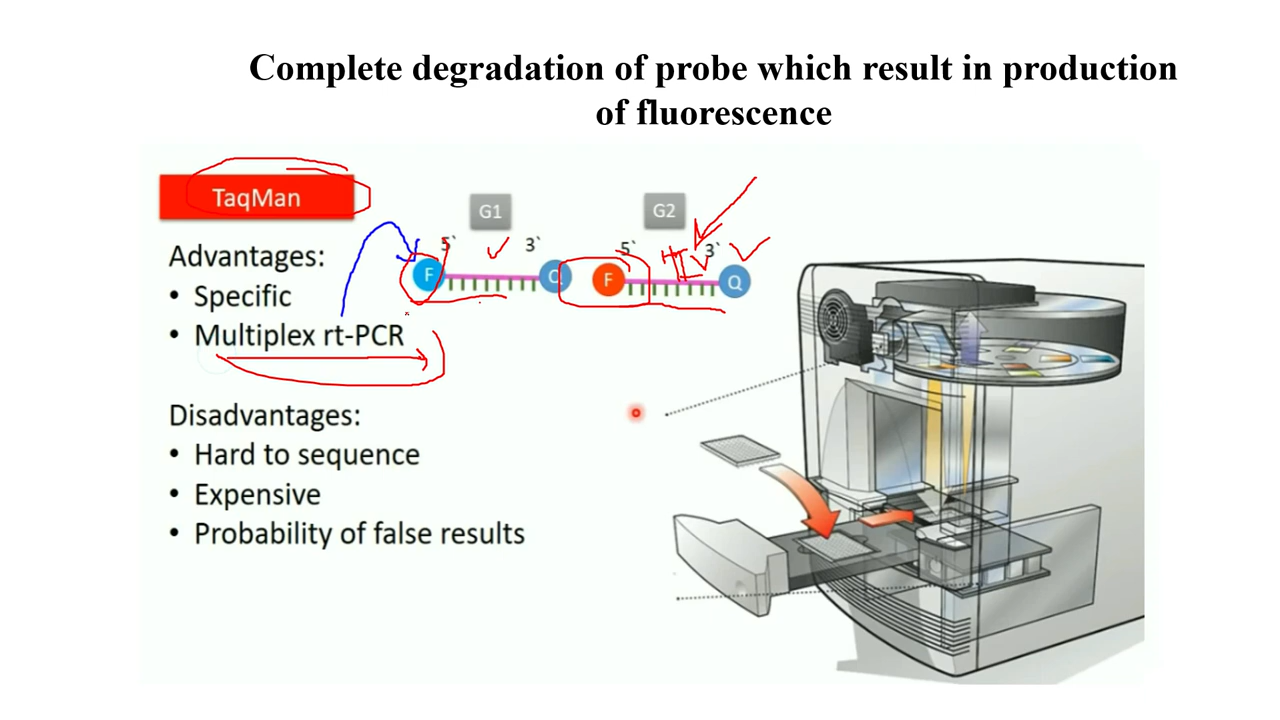 Complete degradation of probe which result in production
of fluorescence
TaqMan
G1
G2
5` 3`
5` 3`
F Q
F Q
Advantages:
• Specific
• Multiplex rt-PCR
Disadvantages:
• Hard to sequence
• Expensive
• Probability of false results